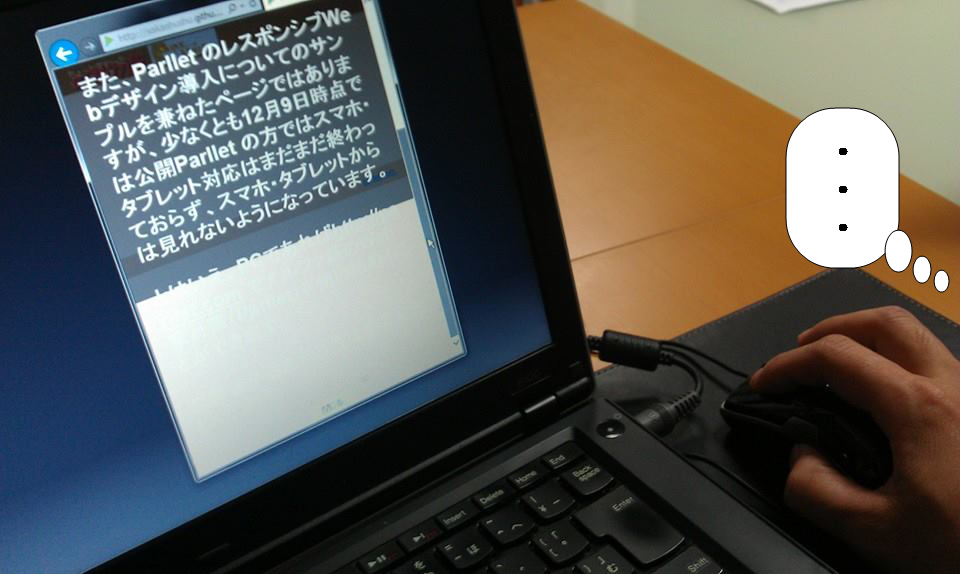 また、Parllet のレスポンシブWe
bデザイン導入についてのサン
プルを兼ねたページではありま
すが、少なくとも12月9日時点で
は公開Parllet の方ではスマホ・
タブレット対応はまだまだ終わっ
ておらず、スマホ・タブレットから
は見れないようになっています。
End
Home
Delete
Insert
Back space
Enter
Shift